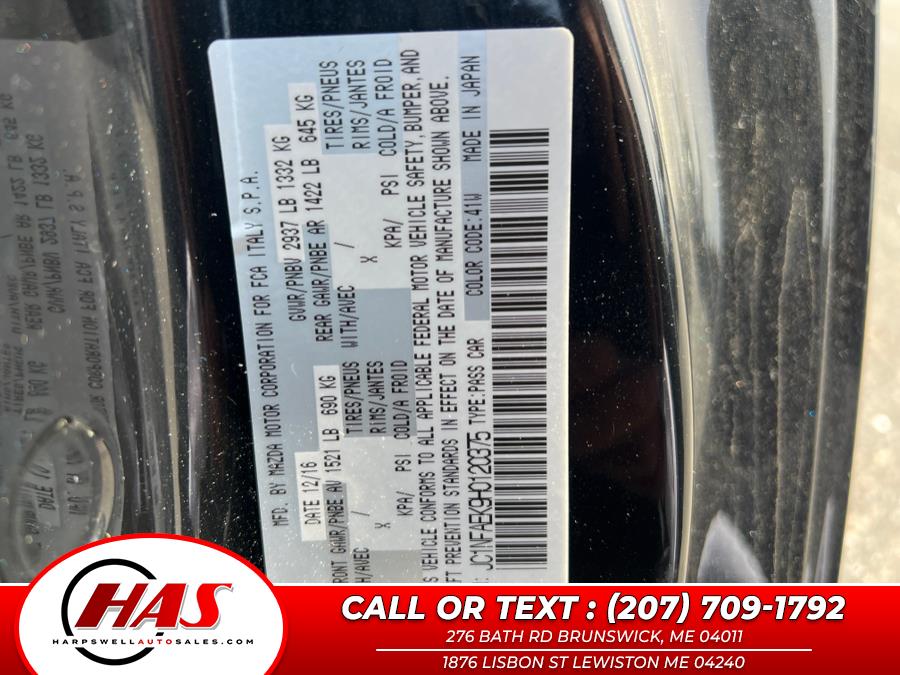 MFD. BY MAZDA MOTOR CORPORATION FOR FCA ITALY S.P.A.
DATE 12/16 GVWR/PNBV 2937 LB 1332 KG
FRONT GAWR/PNBE AV 1521 LB 690 KG REAR GAWR/PNBE AR 1422 LB 645 KG
TIRES/PNEUS WITH/AVEC / TIRES/PNEUS
/ RIMS/JANTES X RIMS/JANTES
X COLD/A FROID KPA/ PSI COLD/A FROID
KPA/ PSI
S VEHICLE CONFORMS TO ALL APPLICABLE FEDERAL MOTOR VEHICLE SAFETY, BUMPER, AND
FT PREVENTION STANDARDS IN EFFECT ON THE DATE OF MANUFACTURE SHOWN ABOVE.
: JC1NFAEK9H0120375 TYPE:PASS CAR COLOR CODE:41W MADE IN JAPAN
HAS
HARPSWELLAUTOSALES.COM
CALL OR TEXT : (207) 709-1792
276 BATH RD BRUNSWICK, ME 04011
1876 LISBON ST LEWISTON ME 04240